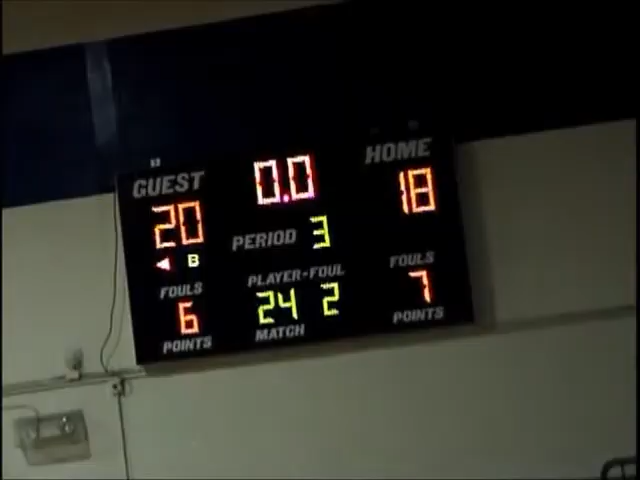 GUEST 0.0 HOME
20 18
PERIOD 3
B
FOULS PLAYER-FOUL FOULS
6 24 2 7
POINTS MATCH POINTS